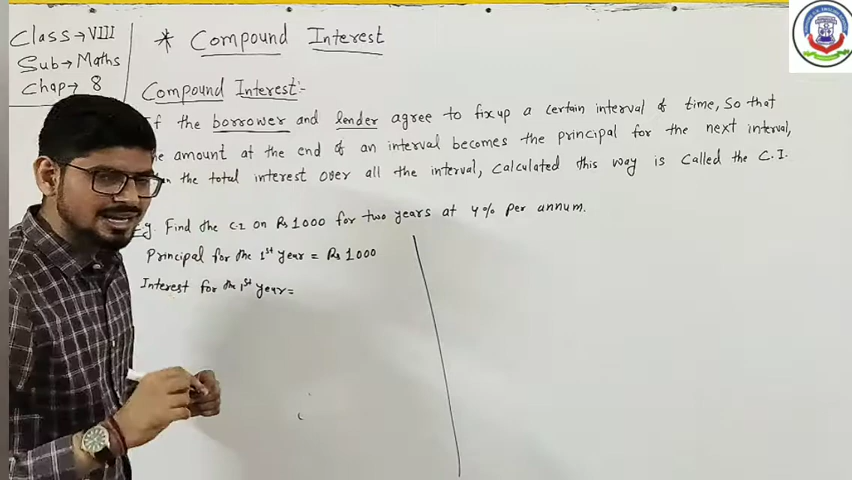 Class → VIII
Sub → Maths
Chap → 8
* Compound Interest
Compound Interest:-
If the borrower and lender agree to fix up a certain interval of time, So that
the amount at the end of an interval becomes the principal for the next interval,
the total interest over all the interval, Calculated this way is Called the C.I.
Eg. Find the C.I on Rs 1000 for two years at 4% per annum.
Principal for the 1st year = Rs 1000
Interest for the 1st year =